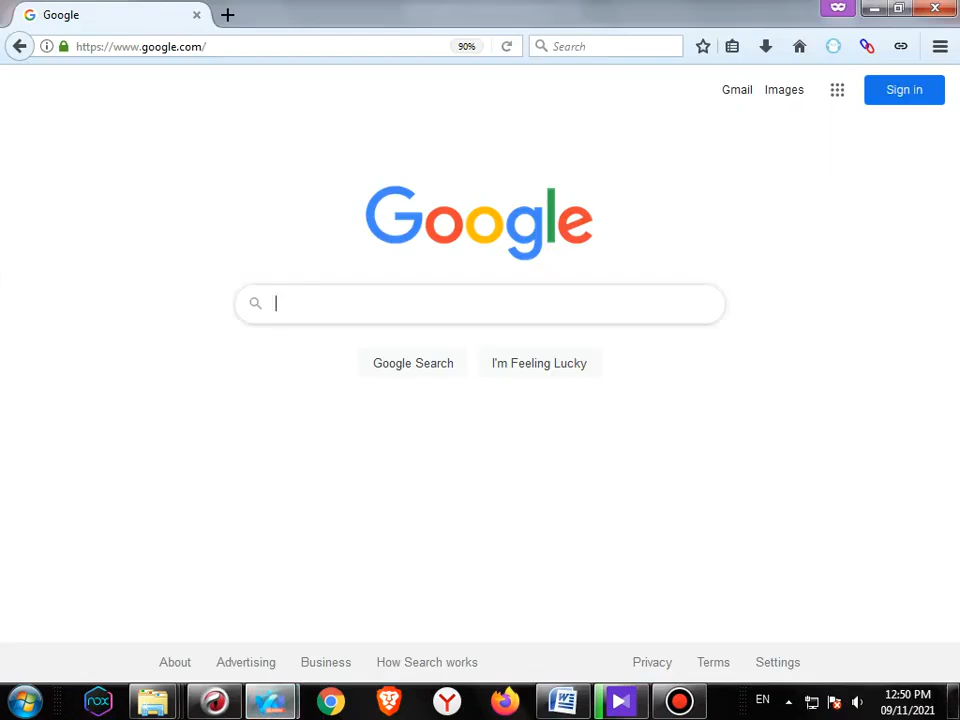 Google
https://www.google.com/
90%
Search
Gmail
Images
Sign in
Google
Google Search
I'm Feeling Lucky
About
Advertising
Business
How Search works
Privacy
Terms
Settings
nox
Y
W
EN
12:50 PM
09/11/2021